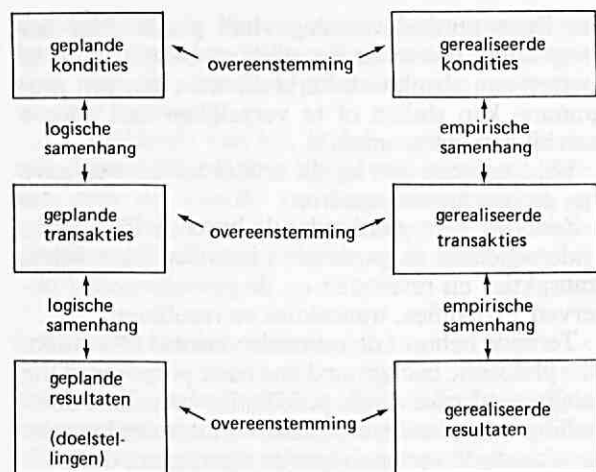 geplande
kondities
overeenstemming
gerealiseerde
kondities
logische
samenhang
empirische
samenhang
geplande
transakties
overeenstemming
gerealiseerde
transakties
logische
samenhang
empirische
samenhang
geplande
resultaten
(doelstel-
lingen)
overeenstemming
gerealiseerde
resultaten